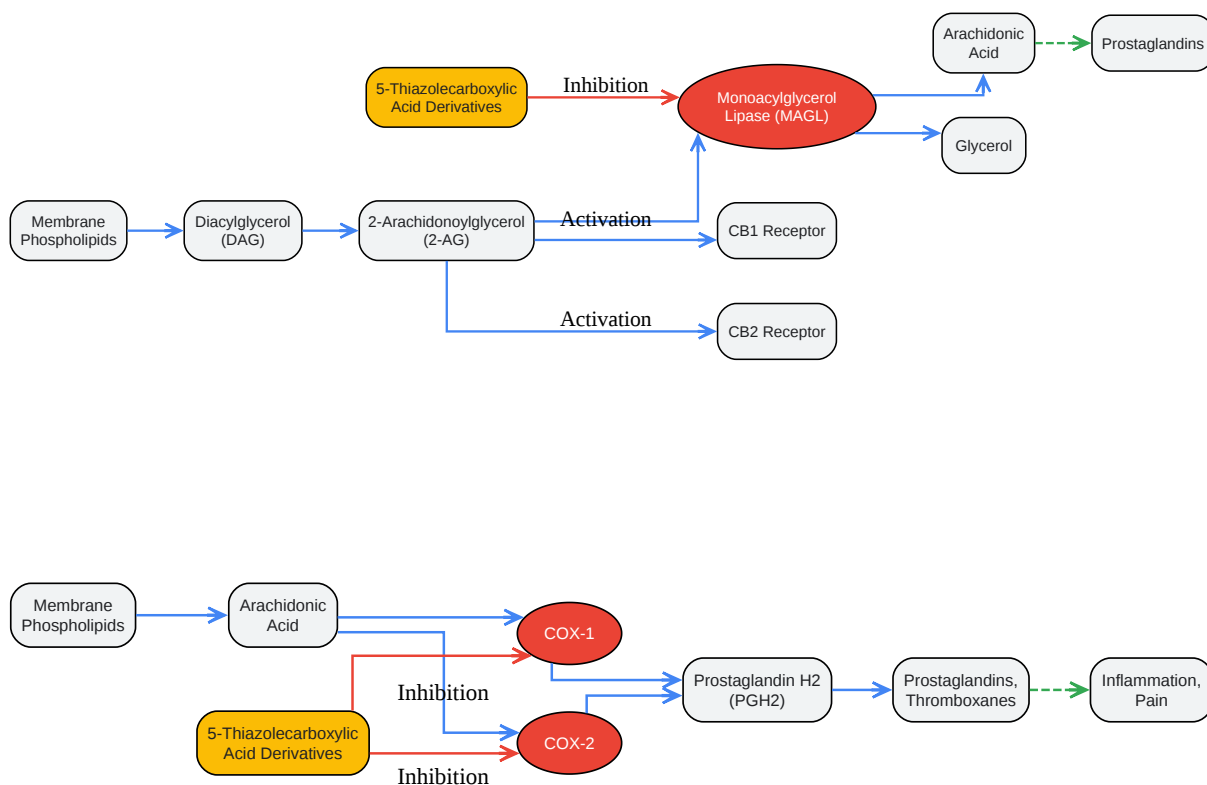 Arachidonic
Acid
Prostaglandins
5-Thiazolecarboxylic
Acid Derivatives
Inhibition
Monoacylglycerol
Lipase (MAGL)
Glycerol
Membrane
Phospholipids
Diacylglycerol
(DAG)
2-Arachidonoylglycerol
(2-AG)
Activation
CB1 Receptor
Activation
CB2 Receptor
Membrane
Phospholipids
Arachidonic
Acid
COX-1
Inhibition
Prostaglandin H2
(PGH2)
Prostaglandins,
Thromboxanes
Inflammation,
Pain
5-Thiazolecarboxylic
Acid Derivatives
COX-2
Inhibition